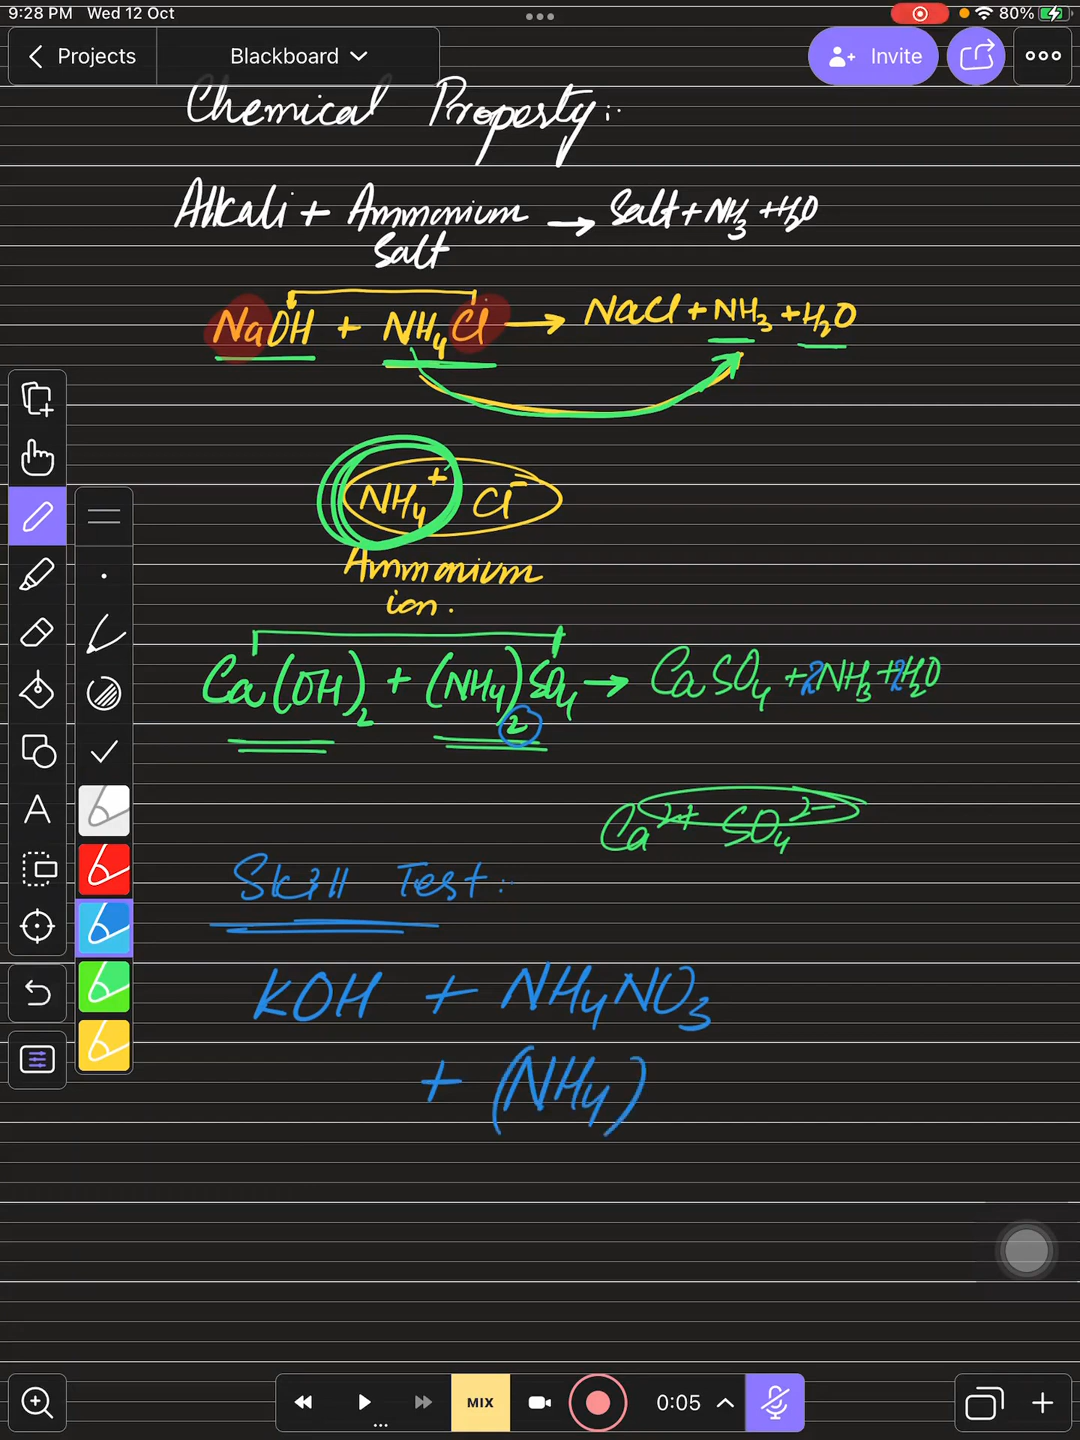 9:28 PM Wed 12 Oct
80%
Projects
Blackboard
Invite
Chemical Property:
Alkali + Ammonium Salt → Salt + NH₃ + H₂O
NaOH + NH₄Cl → NaCl + NH₃ + H₂O
NH₄⁺ Cl⁻
Ammonium
ion.
Ca(OH)₂ + (NH₄)₂SO₄ → CaSO₄ + 2NH₃ + 2H₂O
Ca²⁺ SO₄²⁻
Skill Test:
KOH + NH₄NO₃
+ (NH₄)
A
MIX
0:05